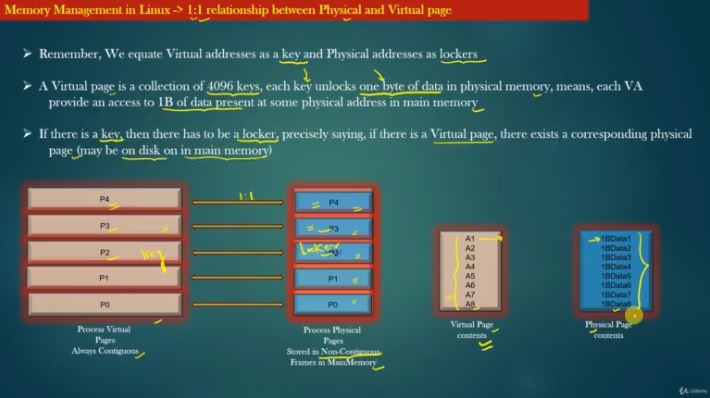 Memory Management in Linux -> 1:1 relationship between Physical and Virtual page
➢ Remember, We equate Virtual addresses as a key and Physical addresses as lockers
➢ A Virtual page is a collection of 4096 keys, each key unlocks one byte of data in physical memory, means, each VA
provide an access to 1B of data present at some physical address in main memory
➢ If there is a key, then there has to be a locker, precisely saying, if there is a Virtual page, there exists a corresponding physical
page (may be on disk on in main memory)
P4
P3
P2 key
P1
P0
Process Virtual
Pages
Always Contiguous
1:1
P4
P3
locker P2
P1
P0
Process Physical
Pages
Stored in Non-Contiguous
Frames in MainMemory
A1
A2
A3
A4
A5
A6
A7
A8
Virtual Page
contents
1BData1
1BData2
1BData3
1BData4
1BData5
1BData6
1BData7
1BData8
Physical Page
contents
Udemy